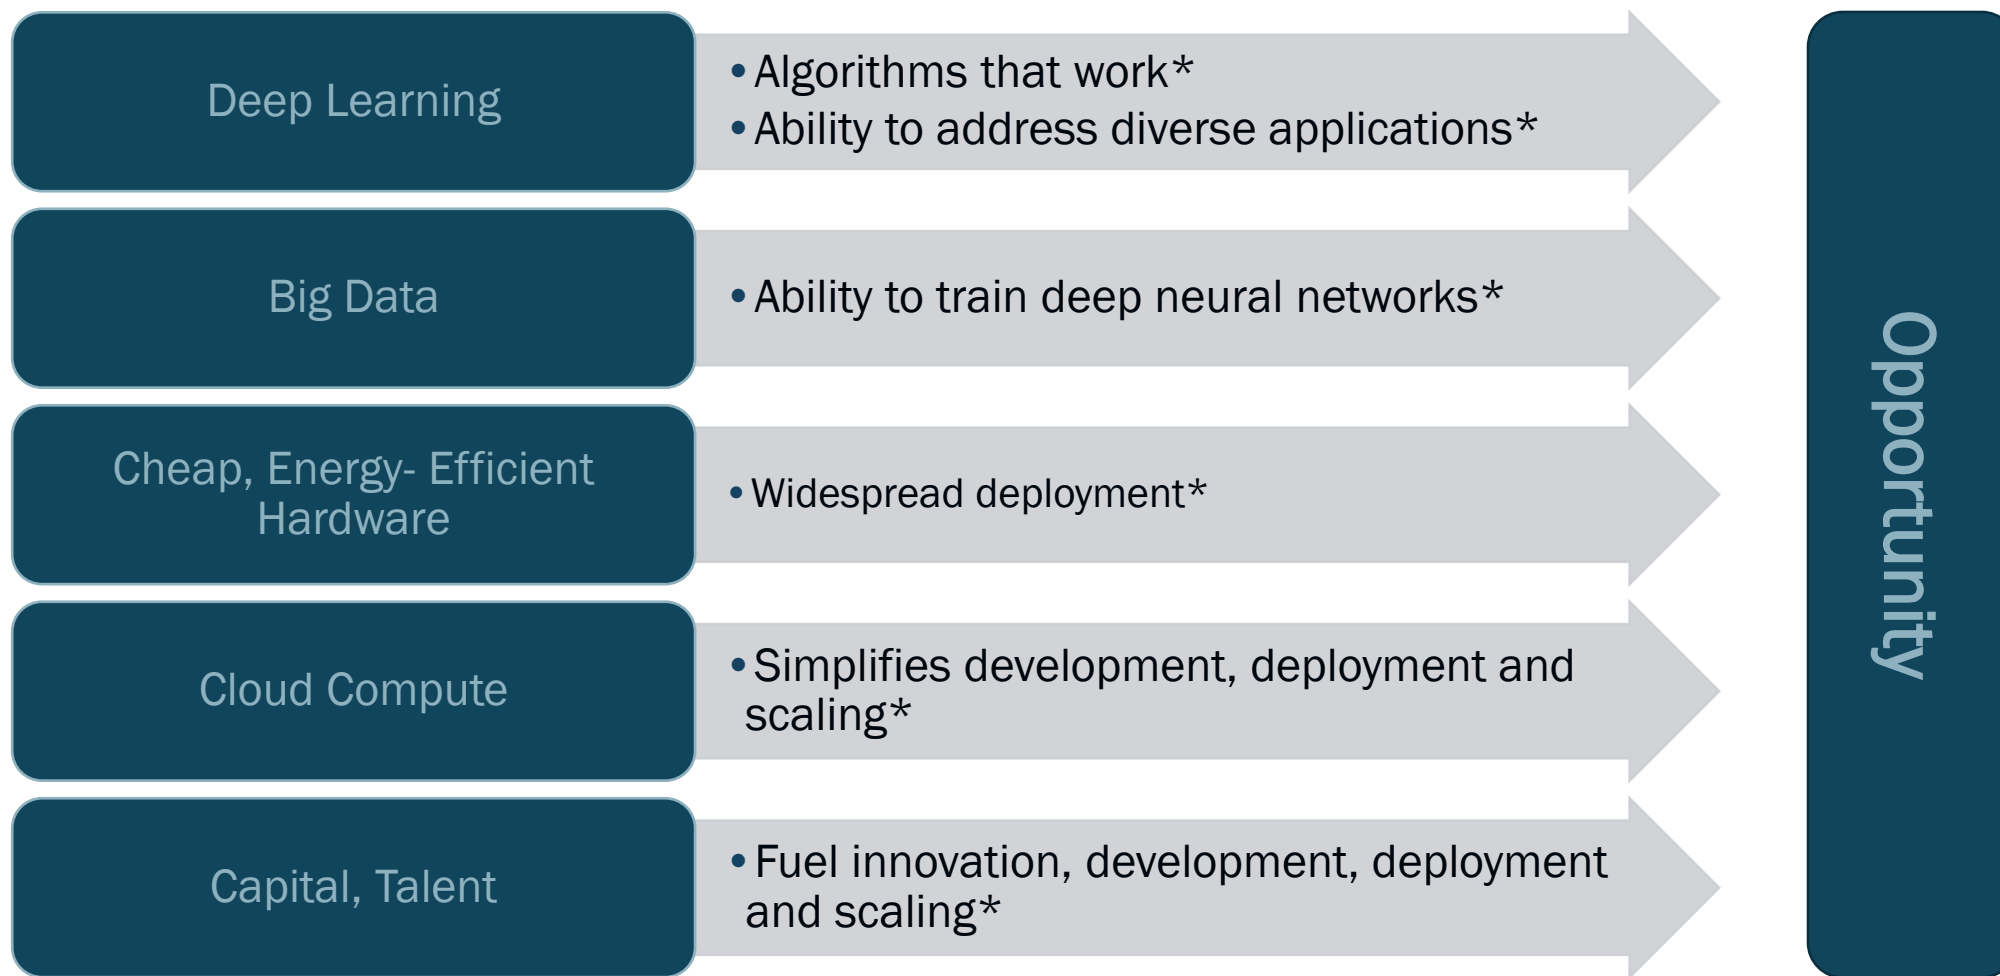 Deep Learning
• Algorithms that work*
• Ability to address diverse applications*
Big Data
• Ability to train deep neural networks*
Cheap, Energy- Efficient
Hardware
• Widespread deployment*
Cloud Compute
• Simplifies development, deployment and
scaling*
Capital, Talent
• Fuel innovation, development, deployment
and scaling*
Opportunity